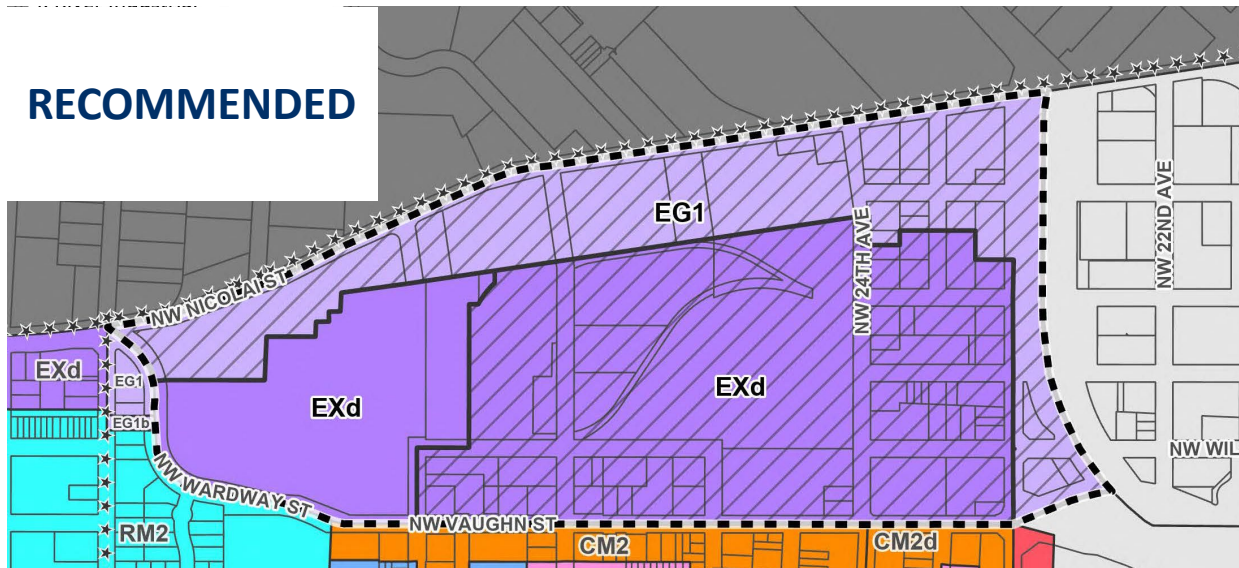 RECOMMENDED
NW NICOLAI ST
EG1
NW 24TH AVE
NW 22ND AVE
EXd
EG1
EG1b
EXd
EXd
NW WARDWAY ST
NW VAUGHN ST
NW WIL
RM2
CM2
CM2d